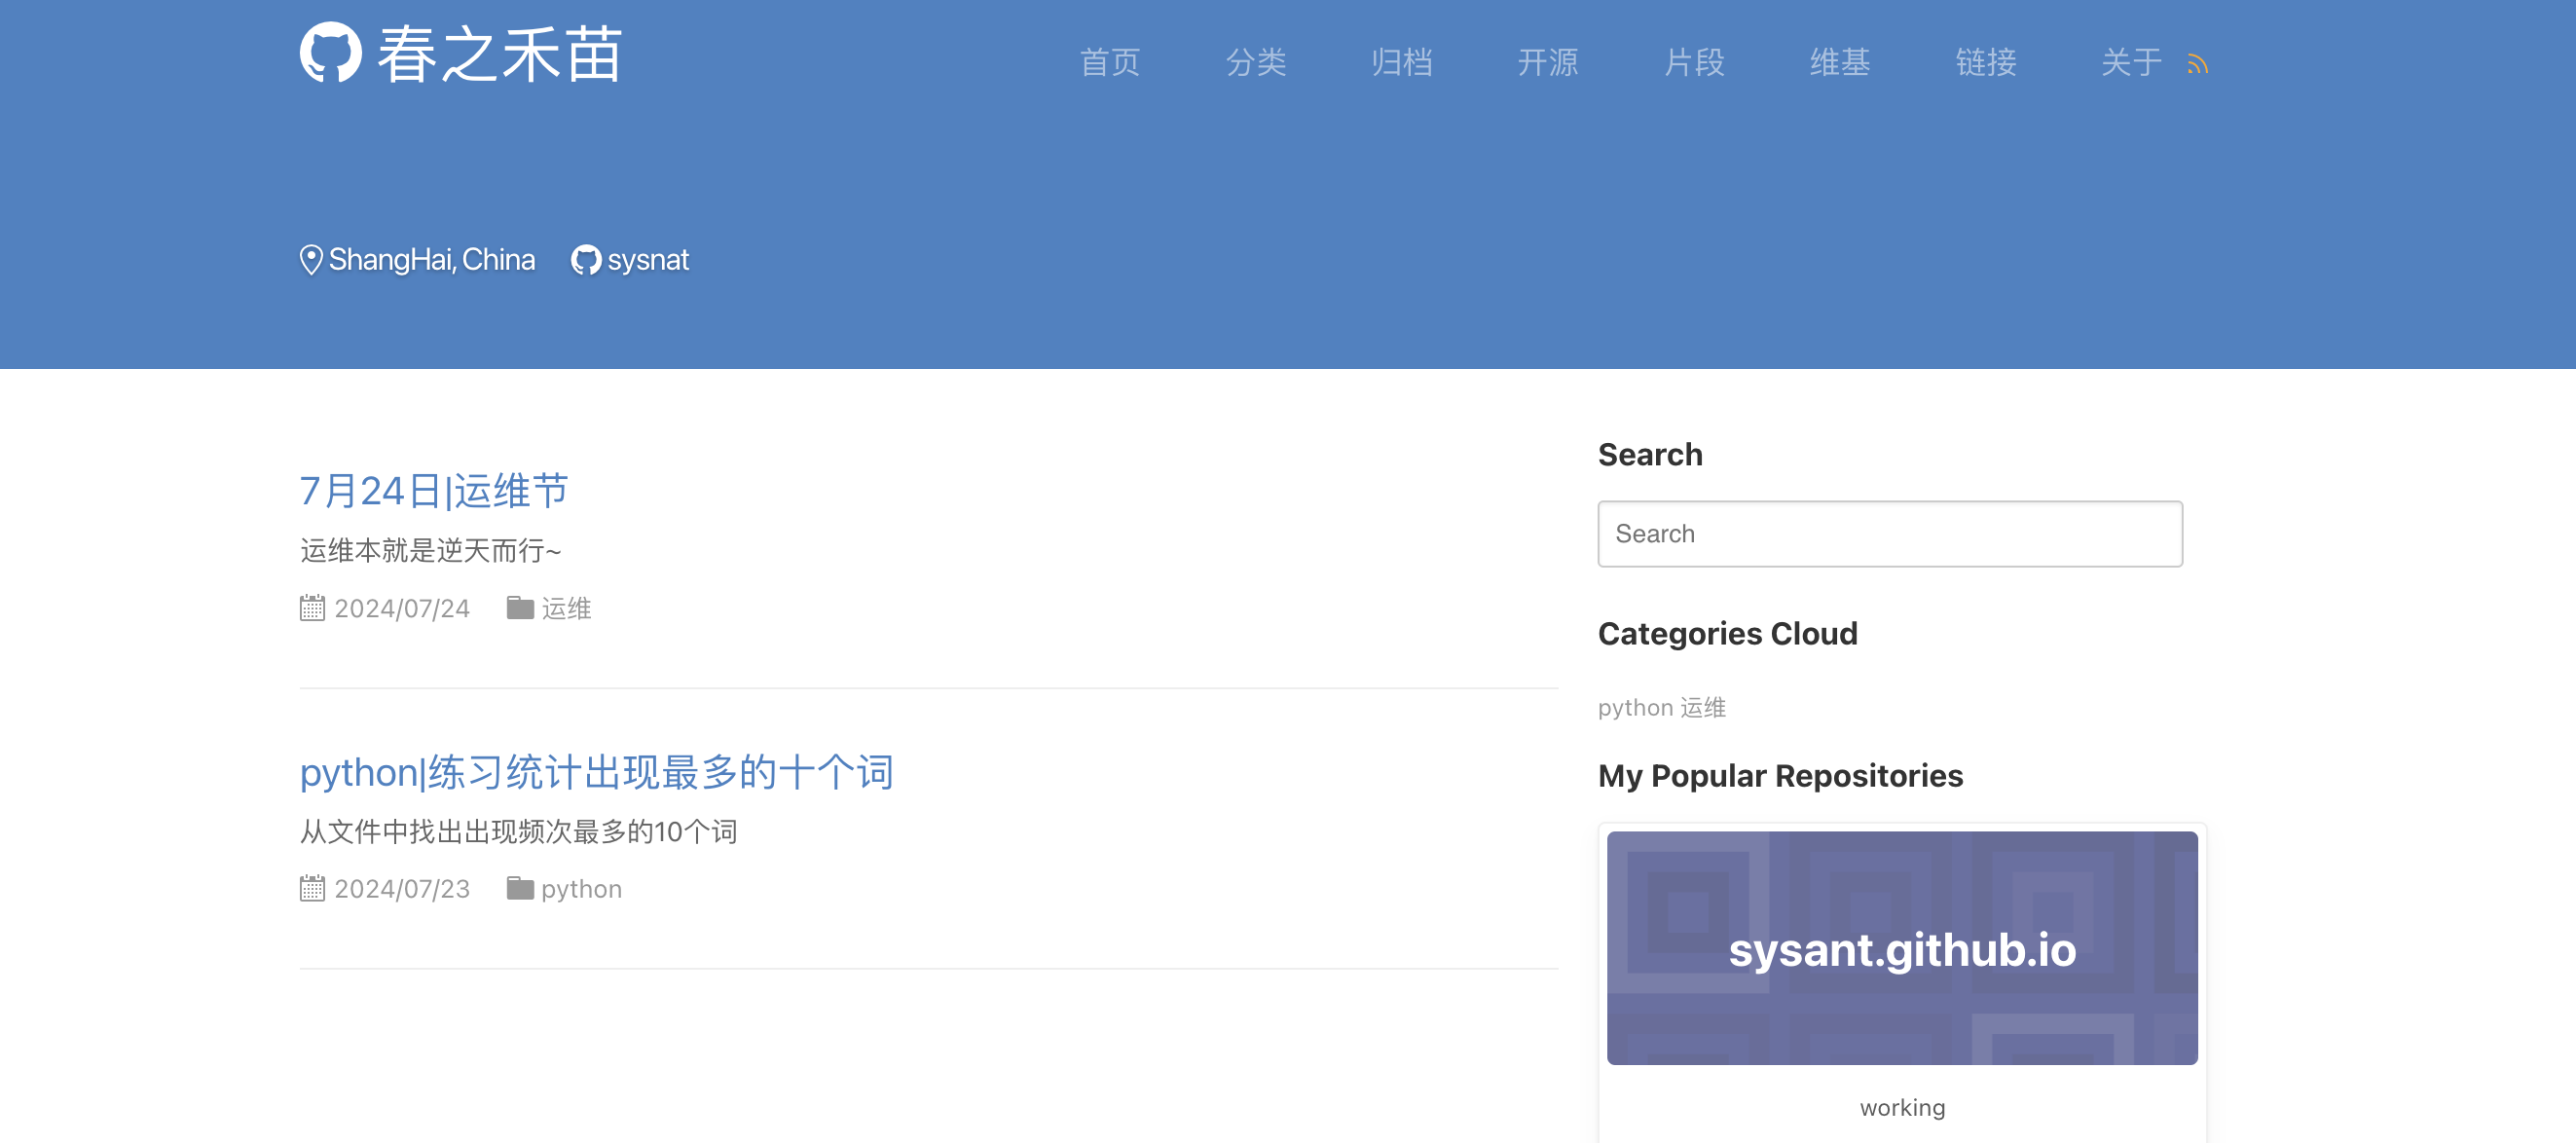 春之禾苗
首页 分类 归档 开源 片段 维基 链接 关于
ShangHai, China sysnat
7月24日|运维节
运维本就是逆天而行~
2024/07/24 运维
python|练习统计出现最多的十个词
从文件中找出出现频次最多的10个词
2024/07/23 python
Search
Search
Categories Cloud
python 运维
My Popular Repositories
sysant.github.io
working